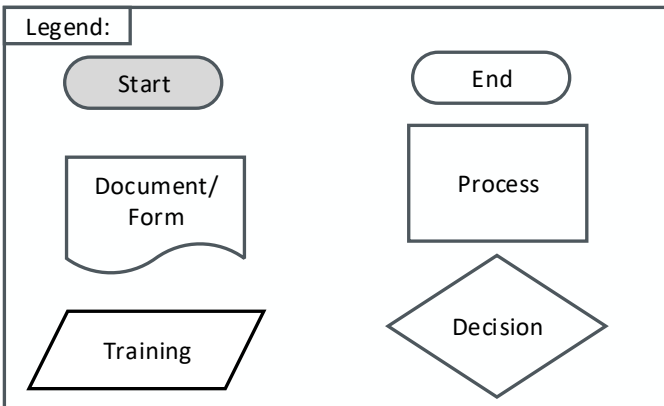 Legend:
Start
End
Document/
Form
Process
Training
Decision